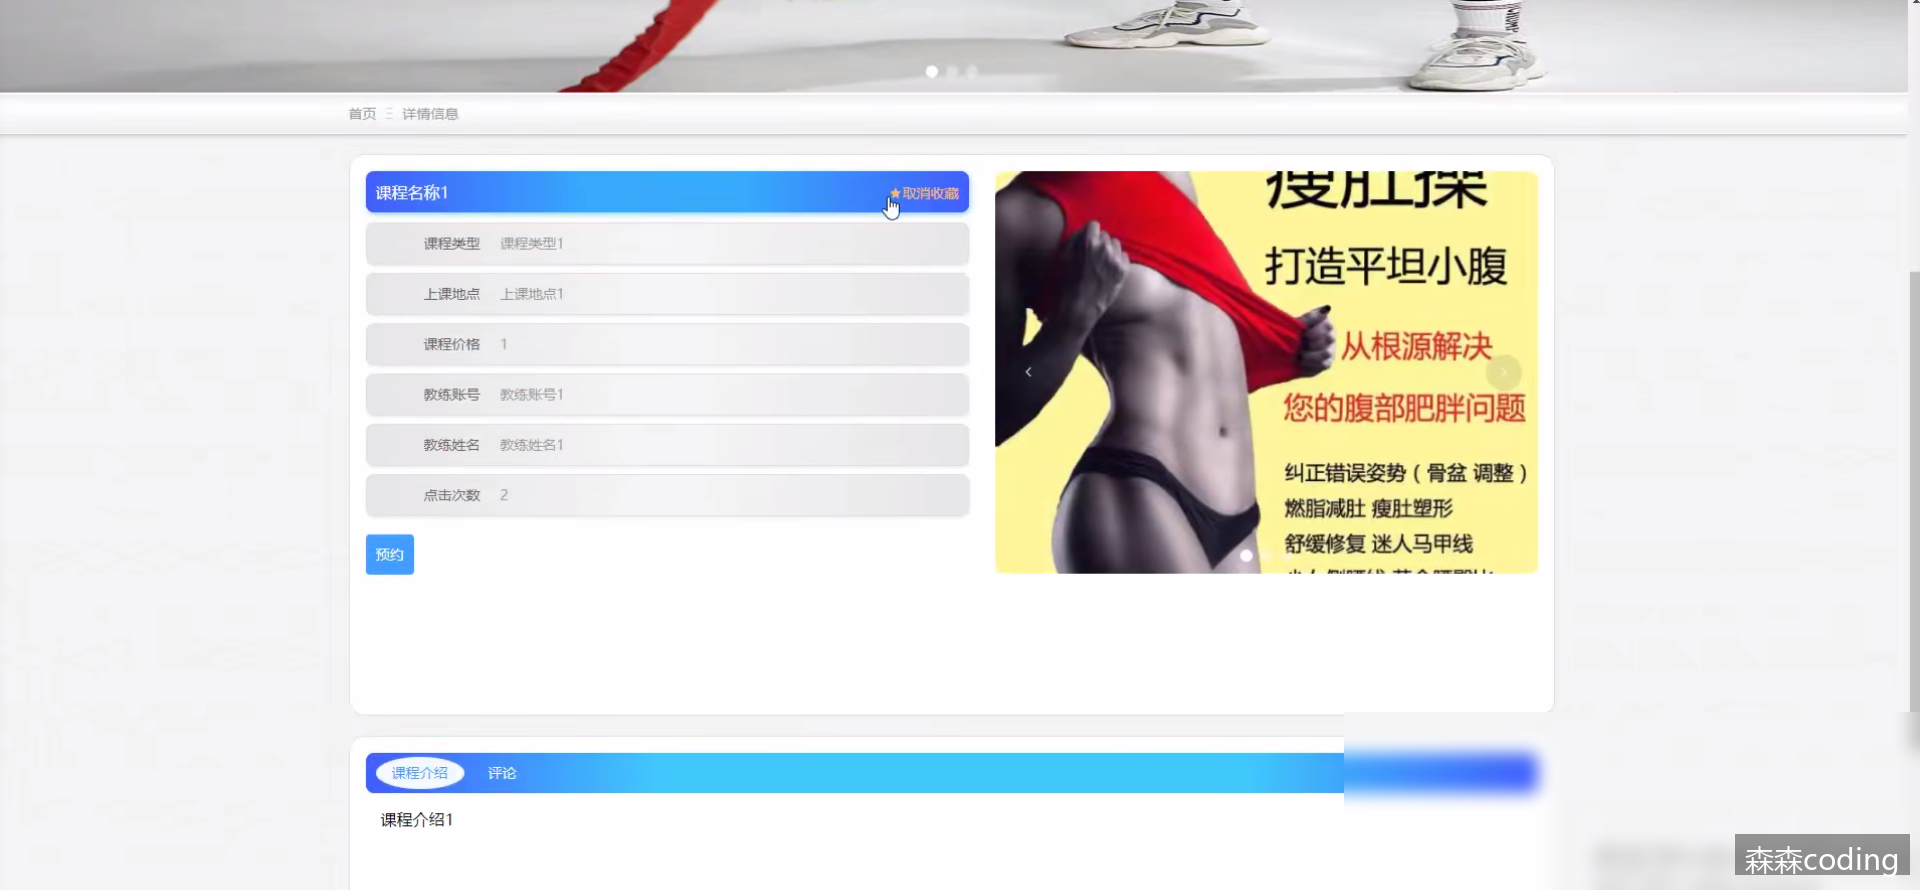 首页 三 详情信息
课程名称1
★取消收藏
课程类型 课程类型1
上课地点 上课地点1
课程价格 1
教练账号 教练账号1
教练姓名 教练姓名1
点击次数 2
预约
瘦肚操
打造平坦小腹
从根源解决
您的腹部肥胖问题
纠正错误姿势(骨盆 调整)
燃脂减肚 瘦肚塑形
舒缓修复 迷人马甲线
课程介绍 评论
课程介绍1
森森coding